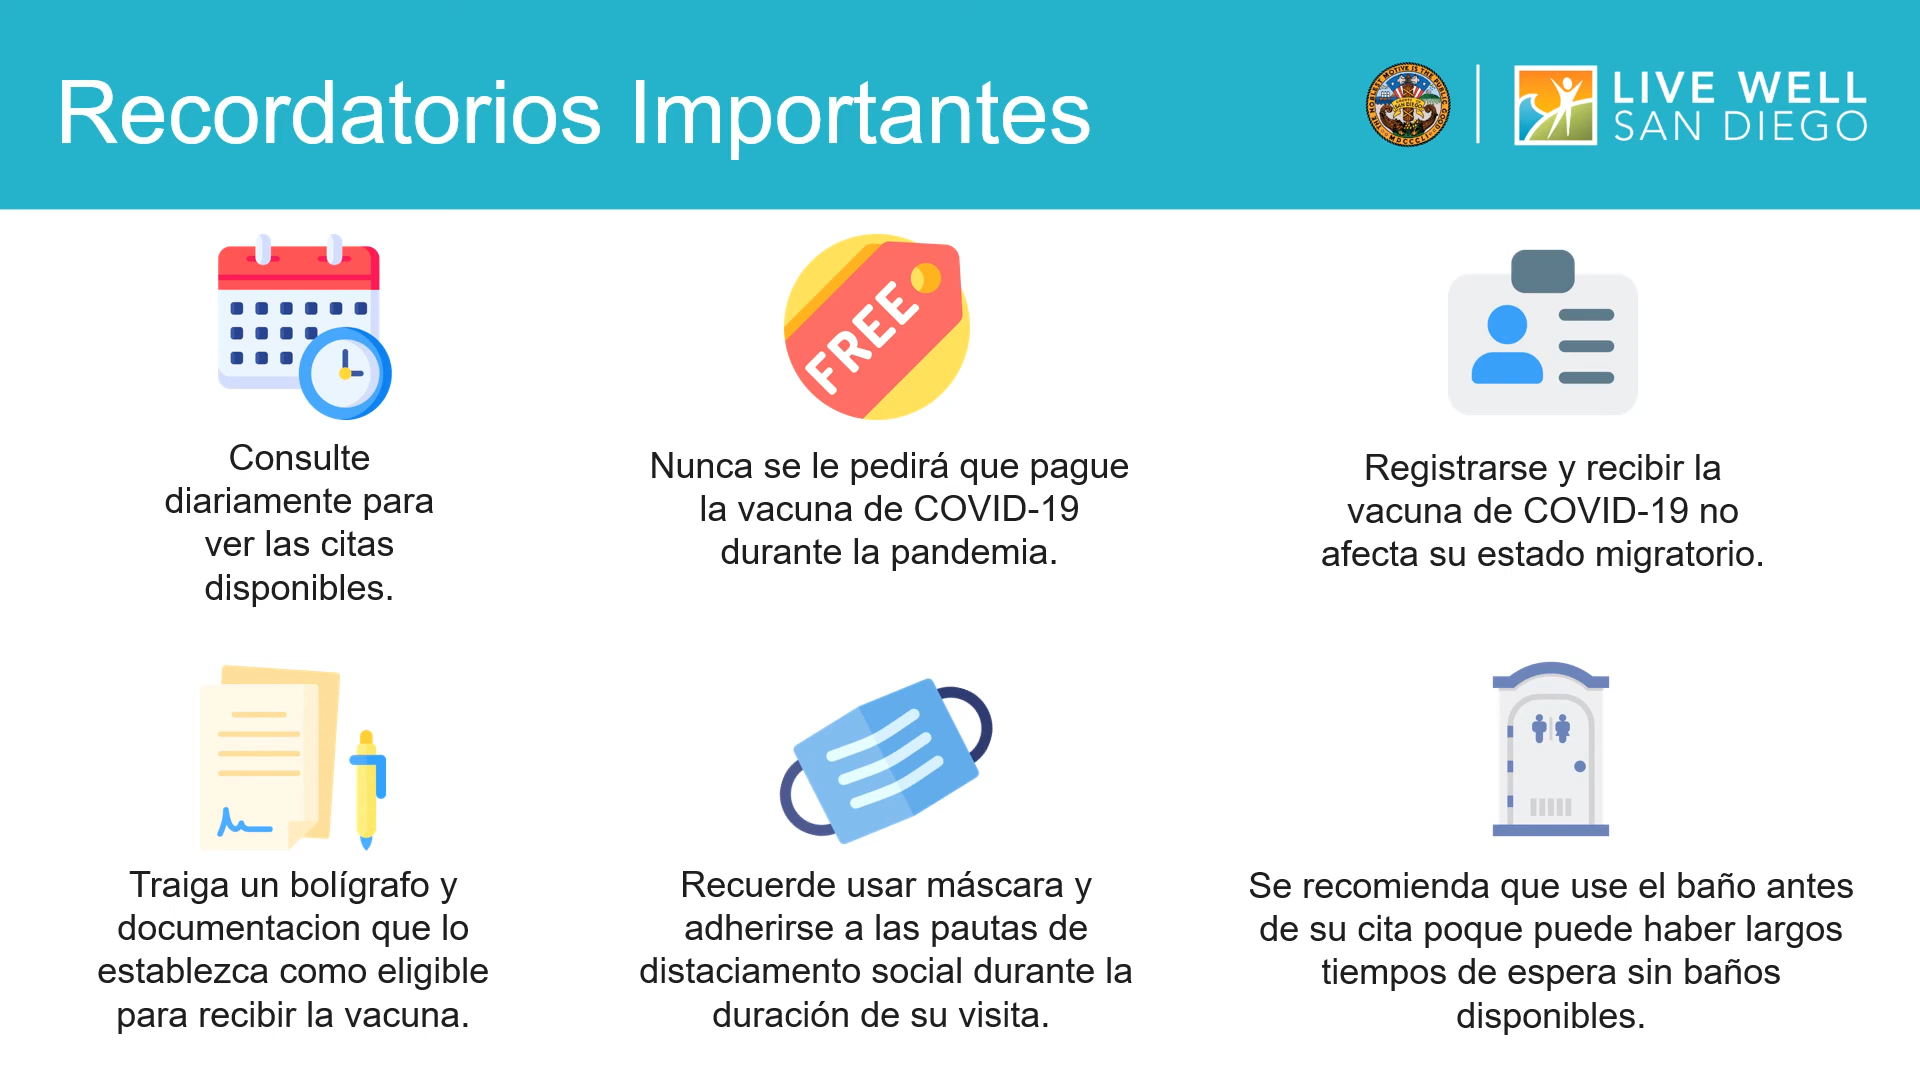 Recordatorios Importantes
LIVE WELL
SAN DIEGO
FREE
Consulte
diariamente para
ver las citas
disponibles.
Nunca se le pedirá que pague
la vacuna de COVID-19
durante la pandemia.
Registrarse y recibir la
vacuna de COVID-19 no
afecta su estado migratorio.
Traiga un bolígrafo y
documentacion que lo
establezca como eligible
para recibir la vacuna.
Recuerde usar máscara y
adherirse a las pautas de
distaciamento social durante la
duración de su visita.
Se recomienda que use el baño antes
de su cita poque puede haber largos
tiempos de espera sin baños
disponibles.